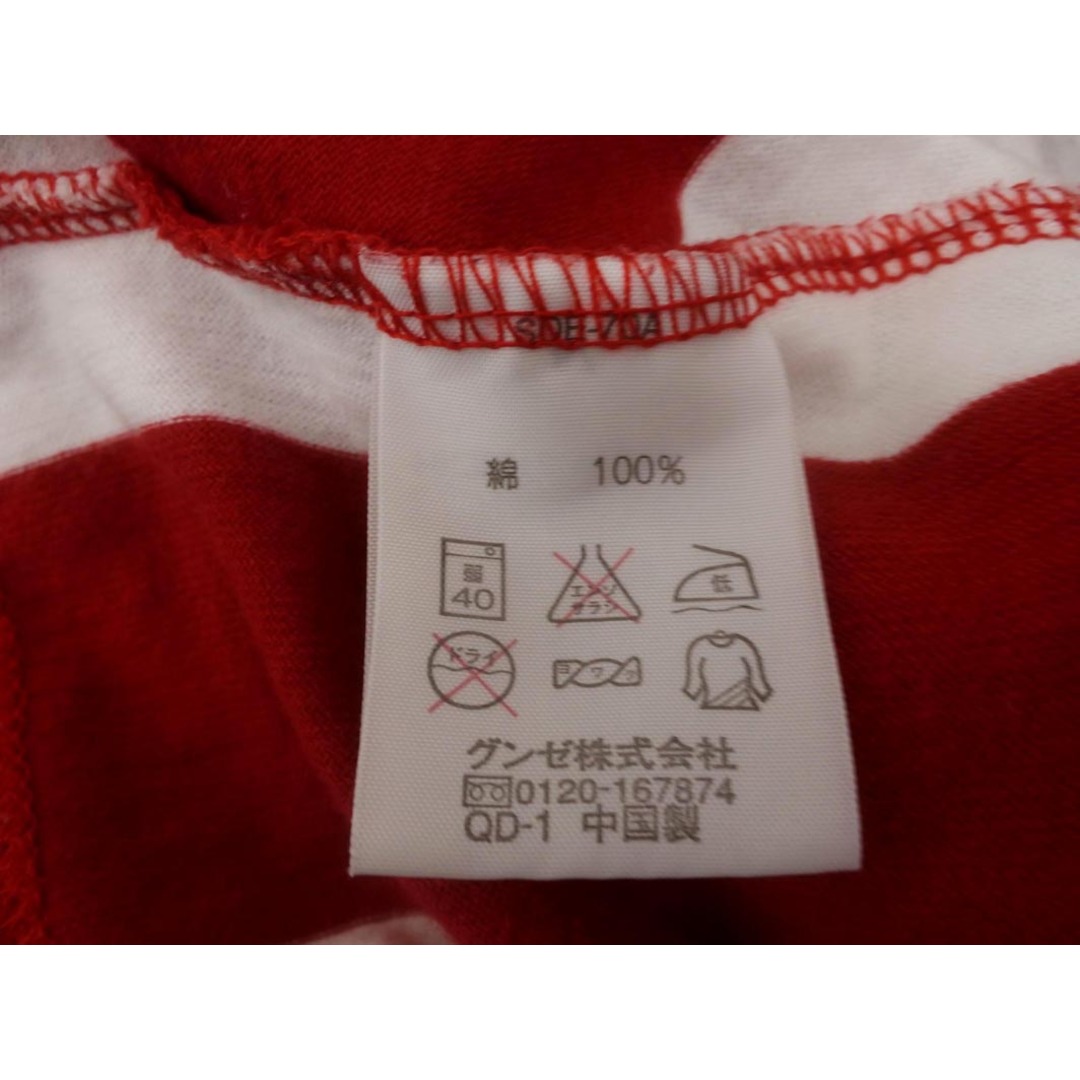 綿 100%
弱 低
40
エンソ
サラシ
ドライ ヨワク
グンゼ株式会社
0120-167874
QD-1 中国製